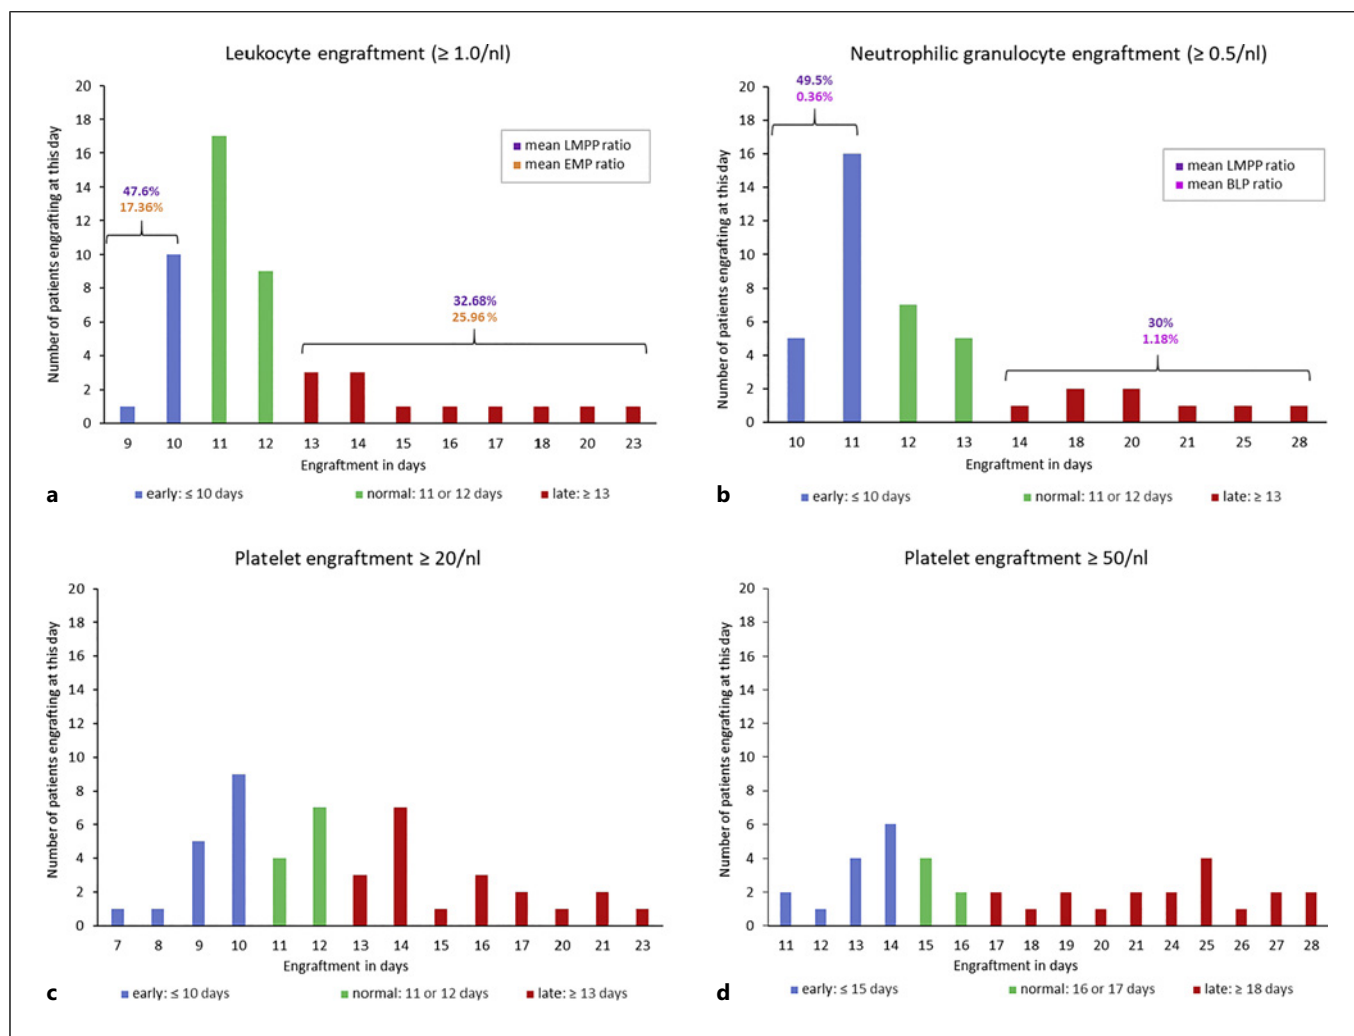 Leukocyte engraftment (≥ 1.0/nl)
Number of patients engrafting at this day
20
18
16
14
12
10
8
6
4
2
0
mean LMPP ratio
mean EMP ratio
47.6%
17.36%
32.68%
25.96 %
9 10 11 12 13 14 15 16 17 18 20 23
Engraftment in days
a
early: ≤ 10 days normal: 11 or 12 days late: ≥ 13
Neutrophilic granulocyte engraftment (≥ 0.5/nl)
Number of patients engrafting at this day
20
18
16
14
12
10
8
6
4
2
0
49.5%
0.36%
mean LMPP ratio
mean BLP ratio
30%
1.18%
10 11 12 13 14 18 20 21 25 28
Engraftment in days
b
early: ≤ 10 days normal: 11 or 12 days late: ≥ 13
Platelet engraftment ≥ 20/nl
Number of patients engrafting at this day
20
18
16
14
12
10
8
6
4
2
0
7 8 9 10 11 12 13 14 15 16 17 20 21 23
Engraftment in days
c
early: ≤ 10 days normal: 11 or 12 days late: ≥ 13 days
Platelet engraftment ≥ 50/nl
Number of patients engrafting at this day
20
18
16
14
12
10
8
6
4
2
0
11 12 13 14 15 16 17 18 19 20 21 24 25 26 27 28
Engraftment in days
d
early: ≤ 15 days normal: 16 or 17 days late: ≥ 18 days